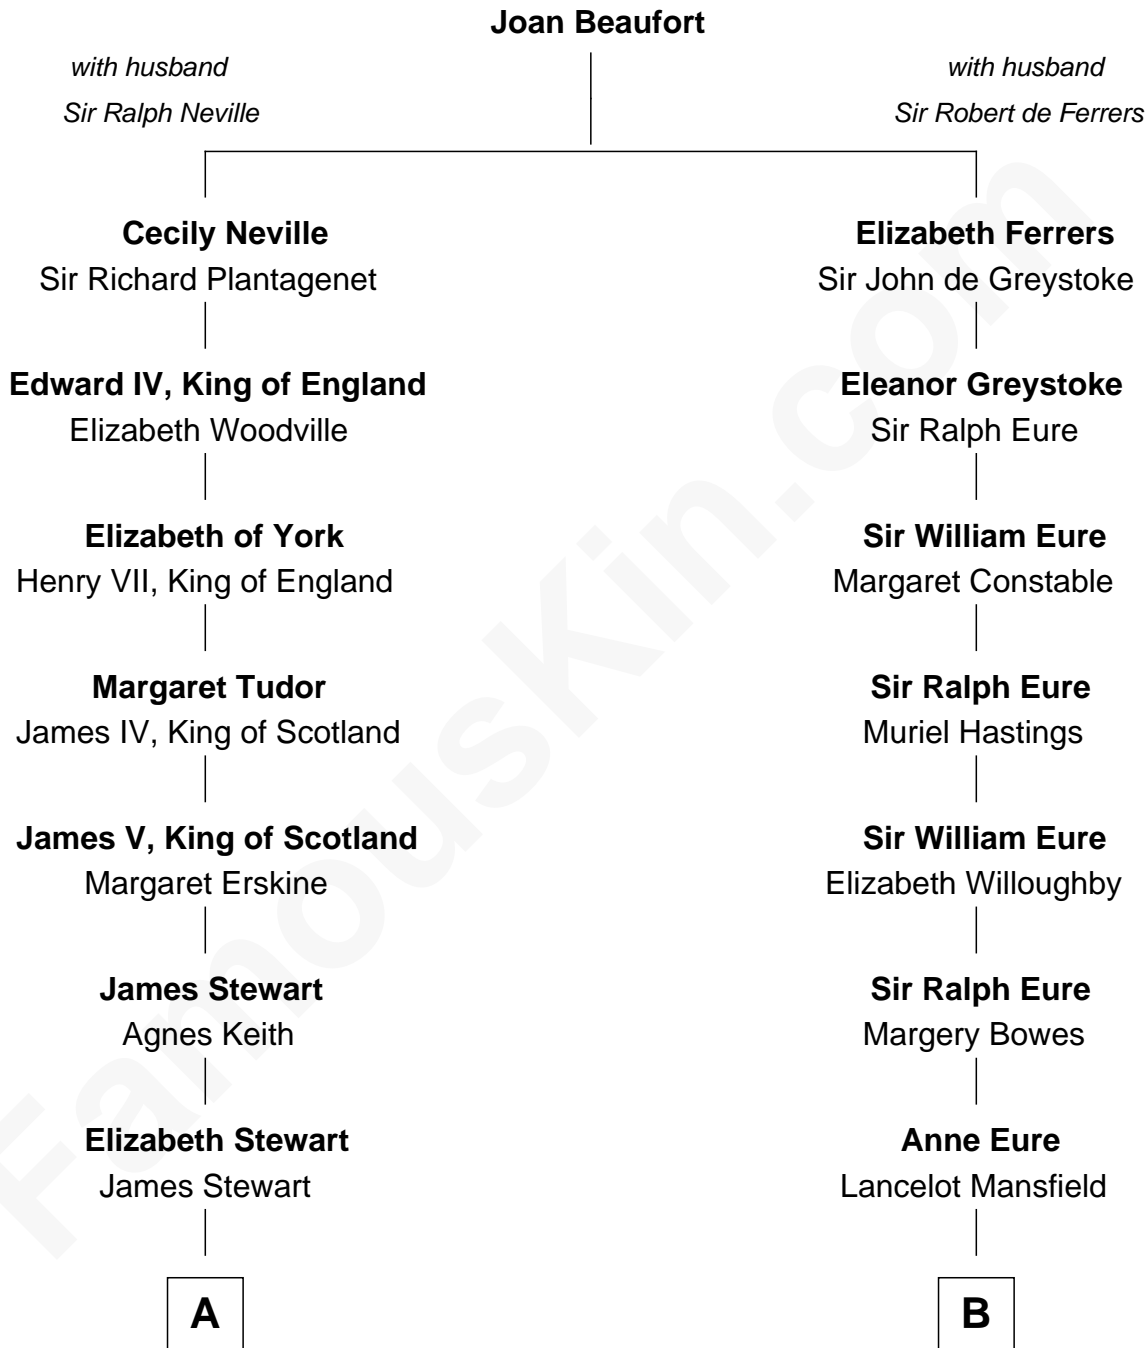 Joan Beaufort
with husband
Sir Ralph Neville
with husband
Sir Robert de Ferrers
Cecily Neville
Sir Richard Plantagenet
Elizabeth Ferrers
Sir John de Greystoke
Edward IV, King of England
Elizabeth Woodville
Eleanor Greystoke
Sir Ralph Eure
Elizabeth of York
Henry VII, King of England
Sir William Eure
Margaret Constable
Margaret Tudor
James IV, King of Scotland
Sir Ralph Eure
Muriel Hastings
James V, King of Scotland
Margaret Erskine
Sir William Eure
Elizabeth Willoughby
James Stewart
Agnes Keith
Sir Ralph Eure
Margery Bowes
Elizabeth Stewart
James Stewart
Anne Eure
Lancelot Mansfield
A
B
FamousKin.com